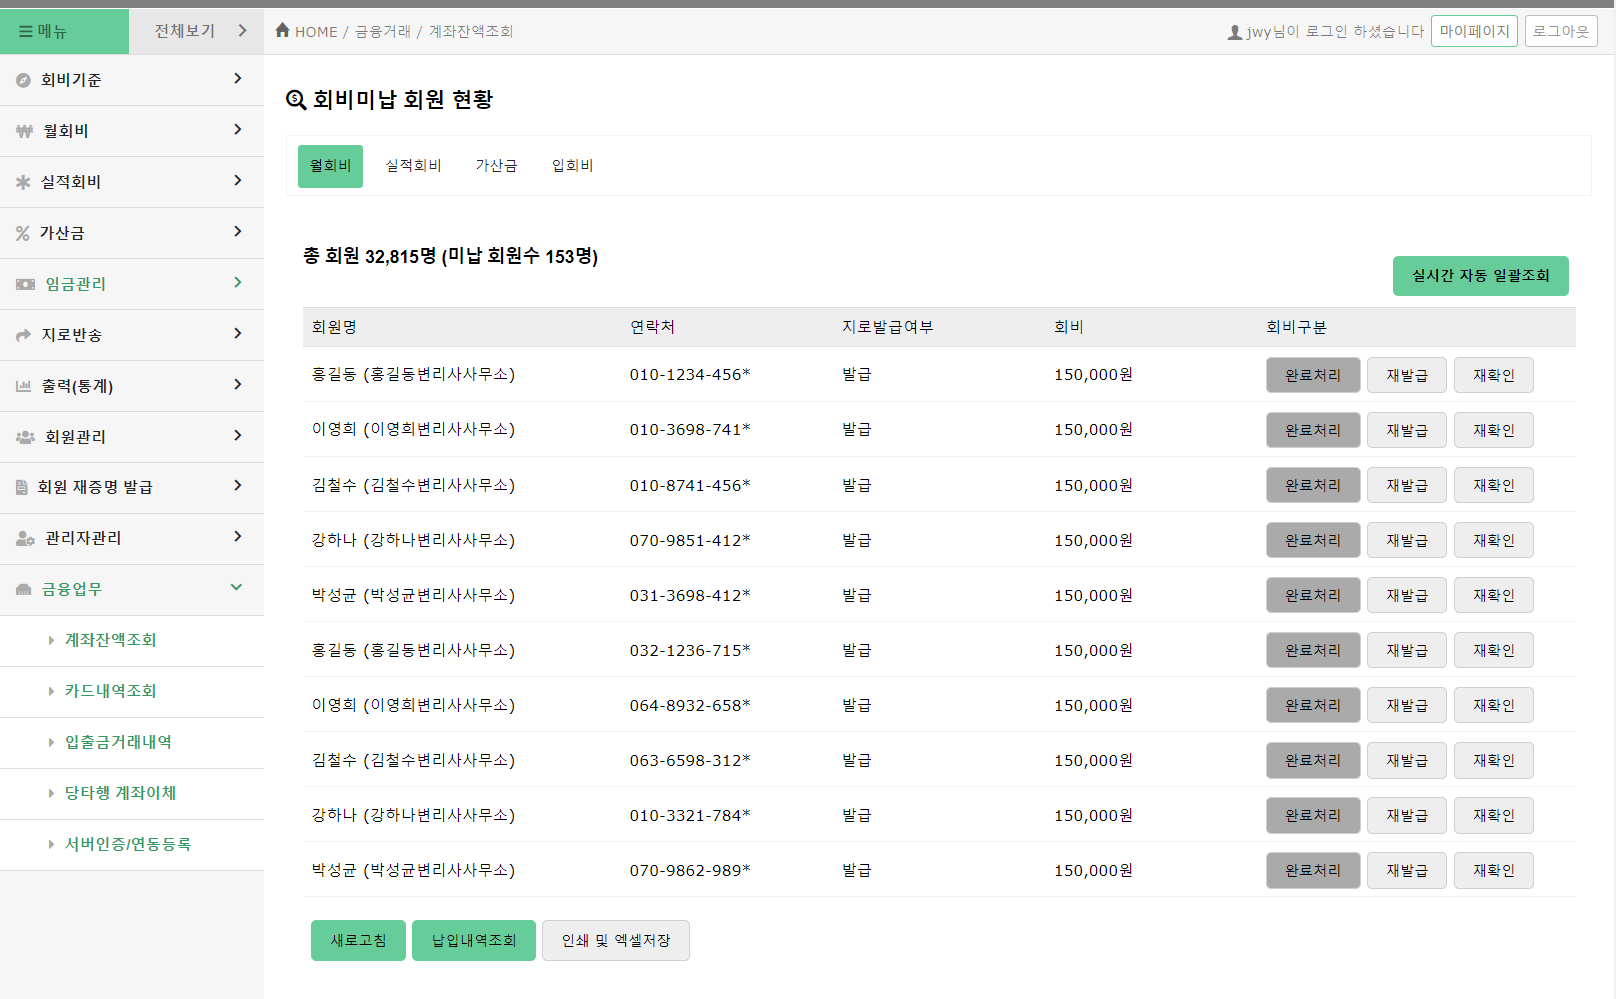 메뉴 전체보기 HOME / 금융거래 / 계좌잔액조회 jwy님이 로그인 하셨습니다 마이페이지 로그아웃
회비기준
월회비
실적회비
가산금
임금관리
지로반송
출력(통계)
회원관리
회원 재증명 발급
관리자관리
금융업무
계좌잔액조회
카드내역조회
입출금거래내역
당타행 계좌이체
서버인증/연동등록
회비미납 회원 현황
월회비 실적회비 가산금 입회비
총 회원 32,815명 (미납 회원수 153명)
실시간 자동 일괄조회
회원명 연락처 지로발급여부 회비 회비구분
홍길동 (홍길동변리사사무소) 010-1234-456* 발급 150,000원 완료처리 재발급 재확인
이영희 (이영희변리사사무소) 010-3698-741* 발급 150,000원 완료처리 재발급 재확인
김철수 (김철수변리사사무소) 010-8741-456* 발급 150,000원 완료처리 재발급 재확인
강하나 (강하나변리사사무소) 070-9851-412* 발급 150,000원 완료처리 재발급 재확인
박성균 (박성균변리사사무소) 031-3698-412* 발급 150,000원 완료처리 재발급 재확인
홍길동 (홍길동변리사사무소) 032-1236-715* 발급 150,000원 완료처리 재발급 재확인
이영희 (이영희변리사사무소) 064-8932-658* 발급 150,000원 완료처리 재발급 재확인
김철수 (김철수변리사사무소) 063-6598-312* 발급 150,000원 완료처리 재발급 재확인
강하나 (강하나변리사사무소) 010-3321-784* 발급 150,000원 완료처리 재발급 재확인
박성균 (박성균변리사사무소) 070-9862-989* 발급 150,000원 완료처리 재발급 재확인
새로고침 납입내역조회 인쇄 및 엑셀저장